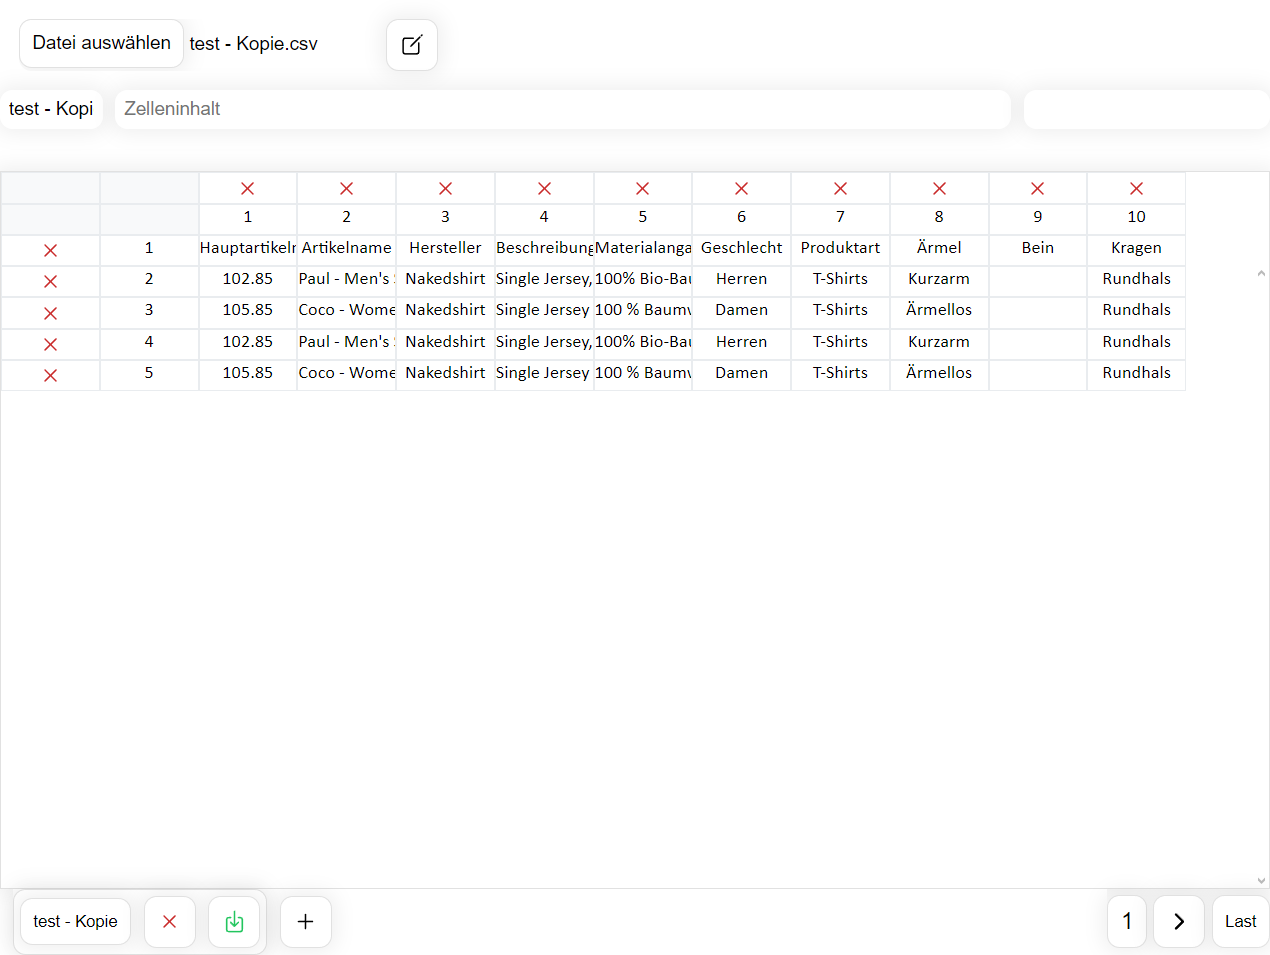 Datei auswählen test - Kopie.csv
test - Kopi Zelleninhalt
1 2 3 4 5 6 7 8 9 10
1 Hauptartikelr Artikelname Hersteller Beschreibung Materialanga Geschlecht Produktart Ärmel Bein Kragen
2 102.85 Paul - Men's Nakedshirt Single Jersey, 100% Bio-Bau Herren T-Shirts Kurzarm Rundhals
3 105.85 Coco - Wome Nakedshirt Single Jersey 100 % Baumw Damen T-Shirts Ärmellos Rundhals
4 102.85 Paul - Men's Nakedshirt Single Jersey, 100% Bio-Bau Herren T-Shirts Kurzarm Rundhals
5 105.85 Coco - Wome Nakedshirt Single Jersey 100 % Baumw Damen T-Shirts Ärmellos Rundhals
test - Kopie 1 Last